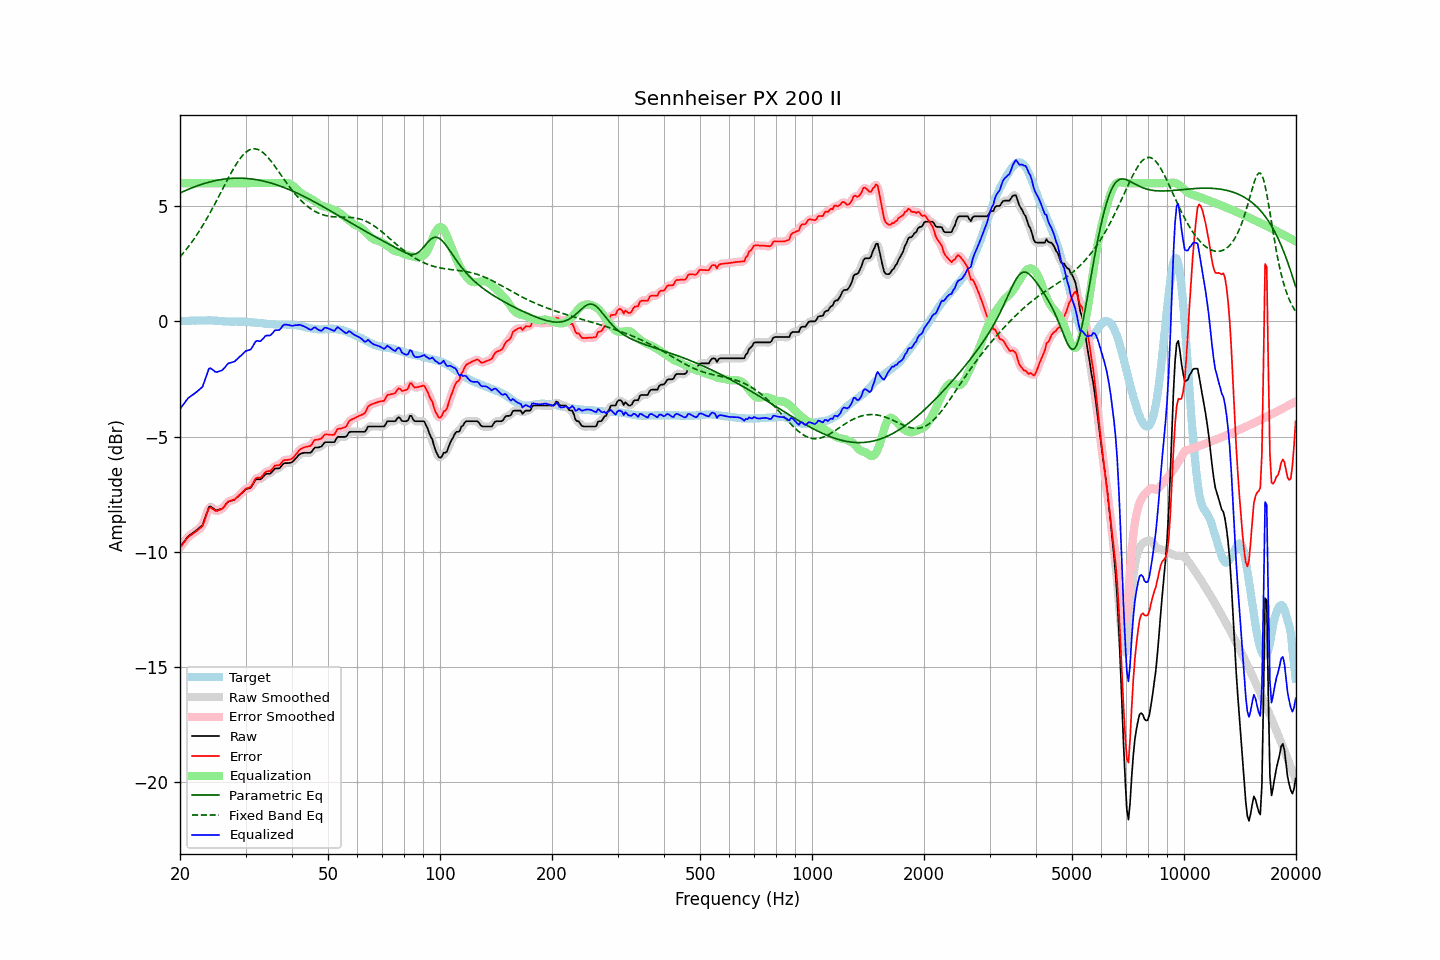 Sennheiser PX 200 II
Amplitude (dBr)
5
0
−5
−10
−15
−20
Target
Raw Smoothed
Error Smoothed
Raw
Error
Equalization
Parametric Eq
Fixed Band Eq
Equalized
20 50 100 200 500 1000 2000 5000 10000 20000
Frequency (Hz)